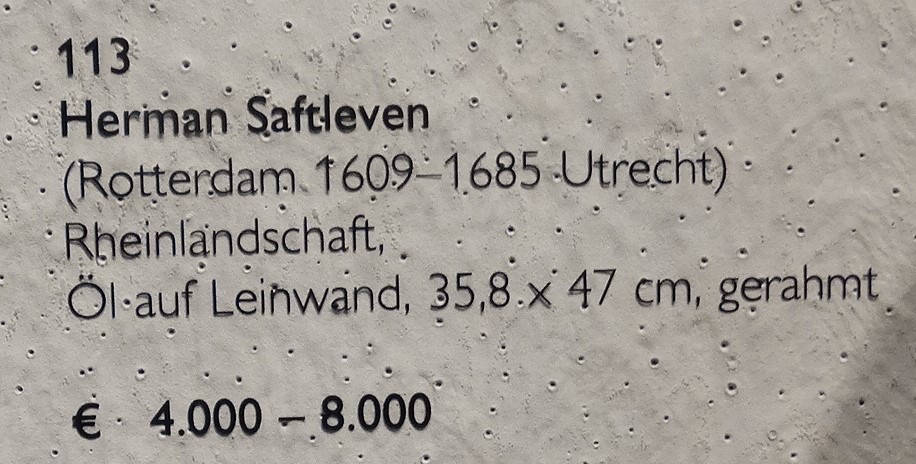 113
Herman Saftleven
(Rotterdam 1609–1685 Utrecht)
Rheinlandschaft,
Öl auf Leinwand, 35,8 x 47 cm, gerahmt
€ 4.000 – 8.000